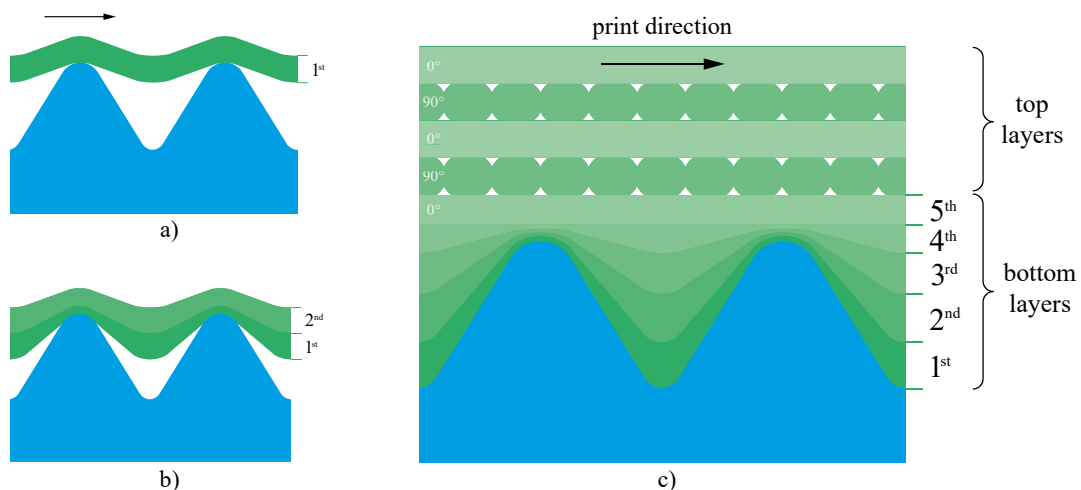 1st
a)
2nd
1st
b)
print direction
0°
90°
0°
90°
0°
top
layers
5th
4th
3rd
2nd
1st
bottom
layers
c)